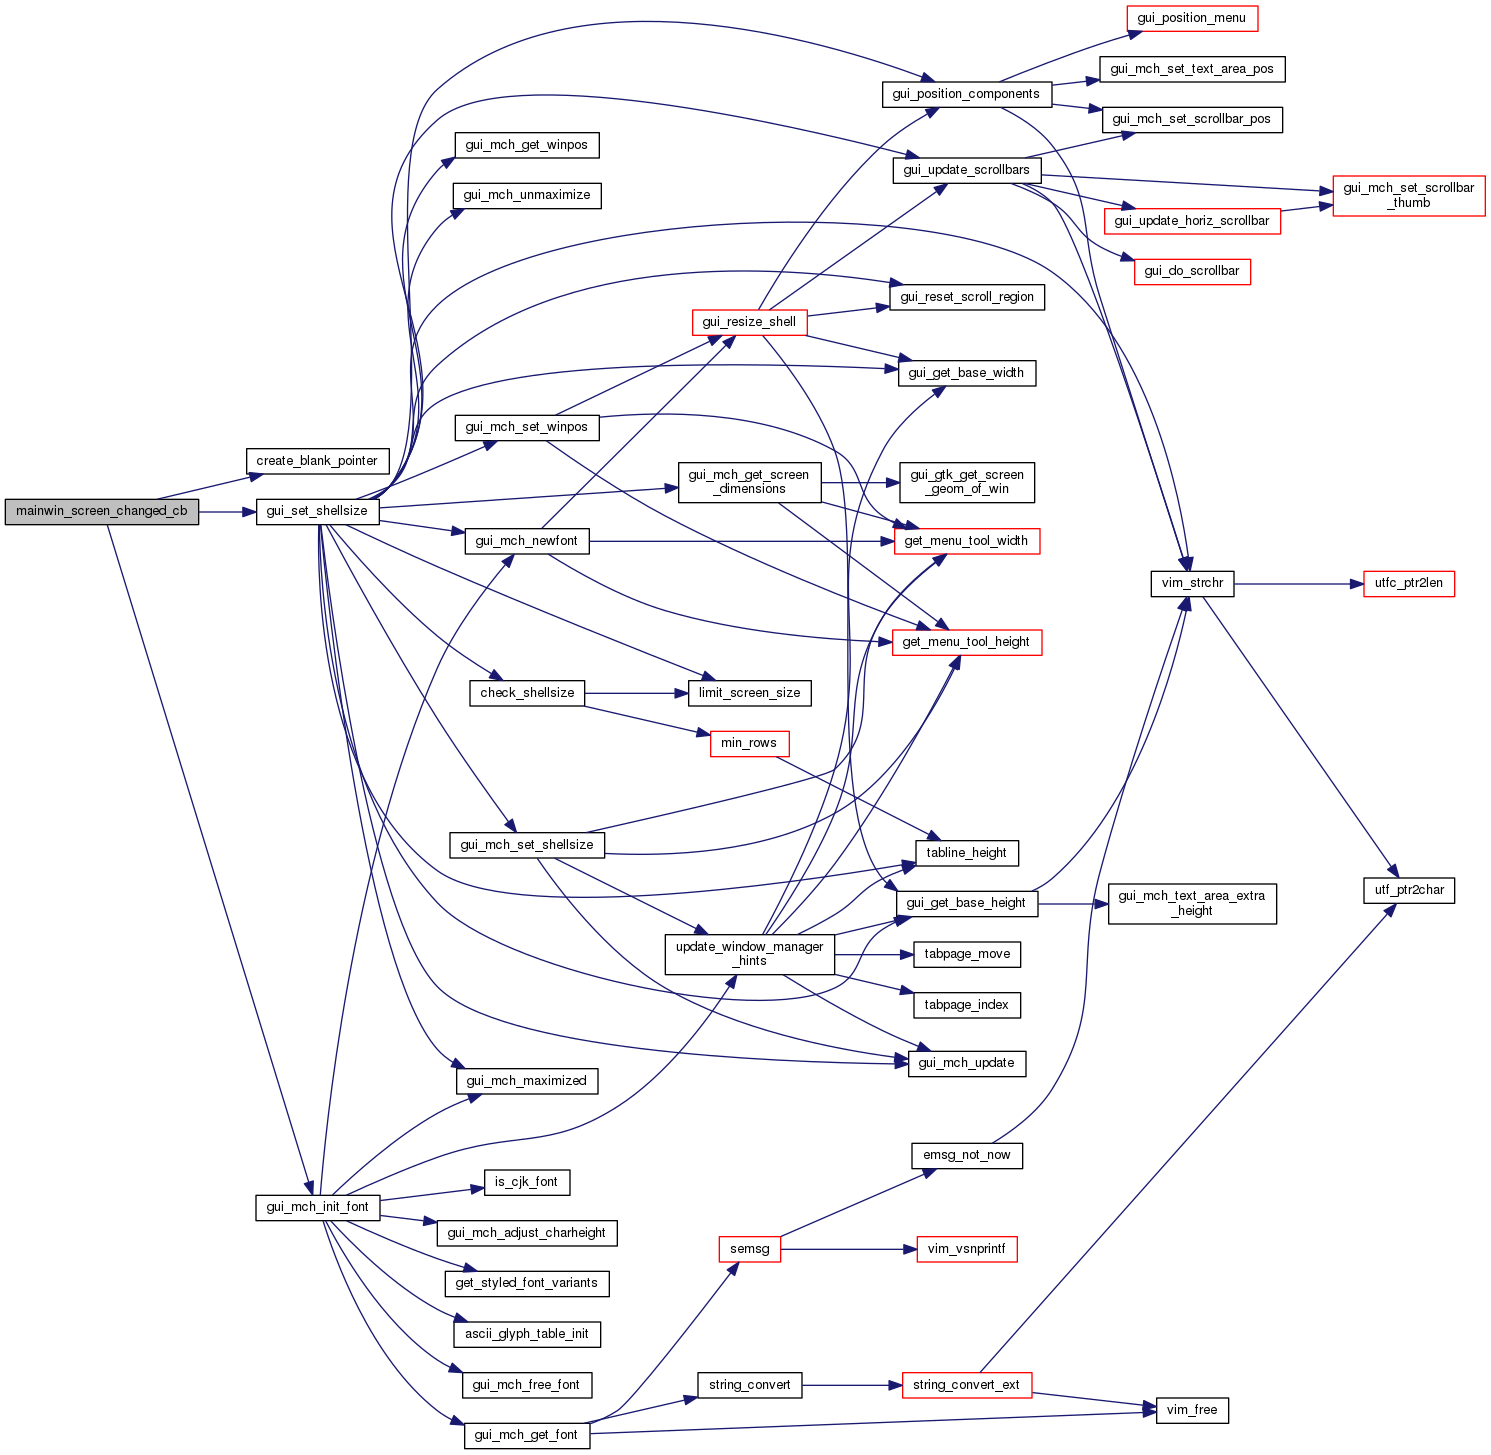 gui_position_menu
gui_mch_set_text_area_pos
gui_position_components
gui_mch_set_scrollbar_pos
gui_mch_get_winpos
gui_update_scrollbars
gui_mch_unmaximize
gui_mch_set_scrollbar
_thumb
gui_update_horiz_scrollbar
gui_do_scrollbar
gui_reset_scroll_region
gui_resize_shell
gui_get_base_width
gui_mch_set_winpos
create_blank_pointer
gui_mch_get_screen
_dimensions
gui_gtk_get_screen
_geom_of_win
mainwin_screen_changed_cb
gui_set_shellsize
gui_mch_newfont
get_menu_tool_width
vim_strchr
utfc_ptr2len
get_menu_tool_height
check_shellsize
limit_screen_size
min_rows
gui_mch_set_shellsize
tabline_height
utf_ptr2char
gui_get_base_height
gui_mch_text_area_extra
_height
update_window_manager
_hints
tabpage_move
tabpage_index
gui_mch_update
gui_mch_maximized
emsg_not_now
is_cjk_font
gui_mch_init_font
gui_mch_adjust_charheight
semsg
vim_vsnprintf
get_styled_font_variants
ascii_glyph_table_init
gui_mch_free_font
string_convert
string_convert_ext
vim_free
gui_mch_get_font